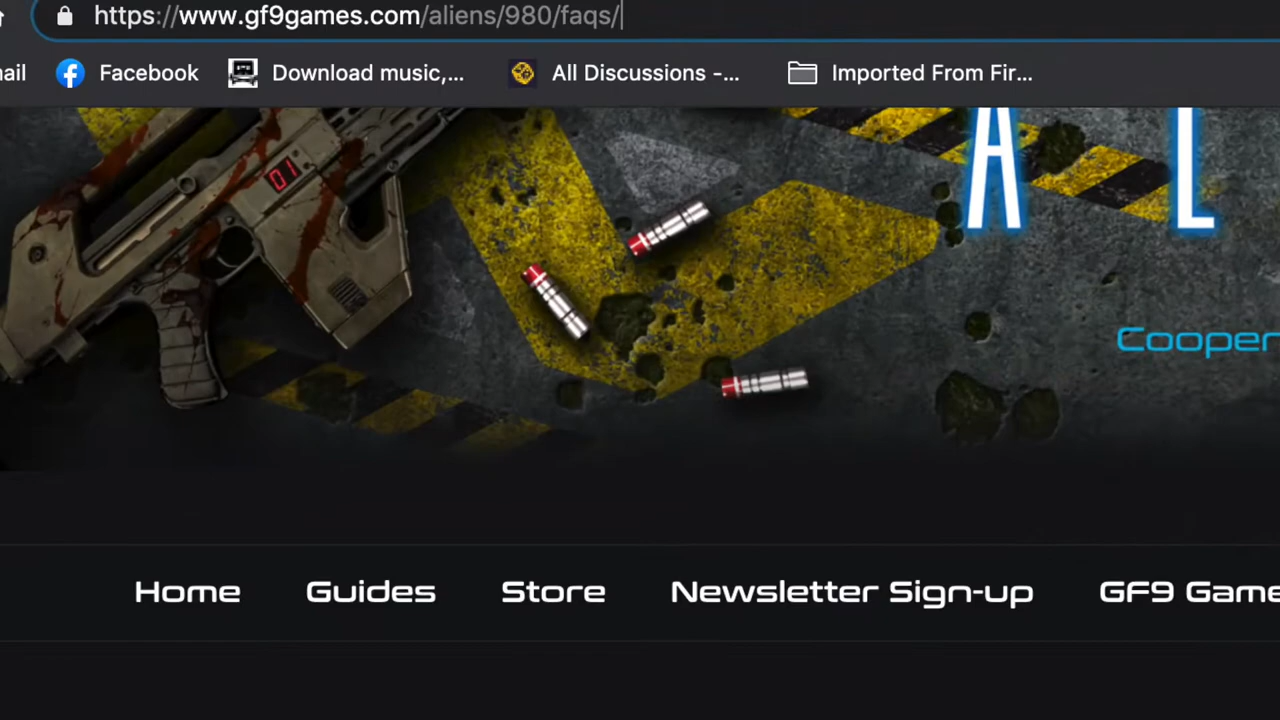 https://www.gf9games.com/aliens/980/faqs/
ail Facebook Download music,... All Discussions -... Imported From Fir...
01
A L
Cooper
Home Guides Store Newsletter Sign-up GF9 Game